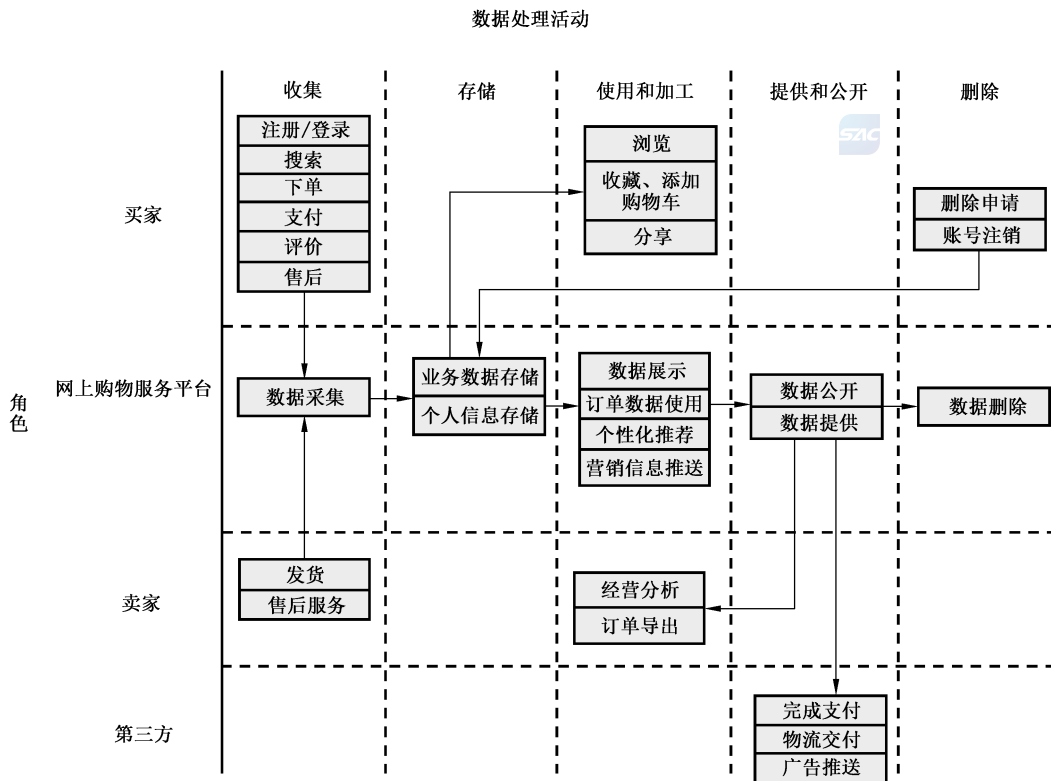 数据处理活动
收集
存储
使用和加工
提供和公开
删除
SAC
角色
买家
注册/登录
搜索
下单
支付
评价
售后
浏览
收藏、添加
购物车
分享
删除申请
账号注销
网上购物服务平台
数据采集
业务数据存储
个人信息存储
数据展示
订单数据使用
个性化推荐
营销信息推送
数据公开
数据提供
数据删除
卖家
发货
售后服务
经营分析
订单导出
第三方
完成支付
物流交付
广告推送